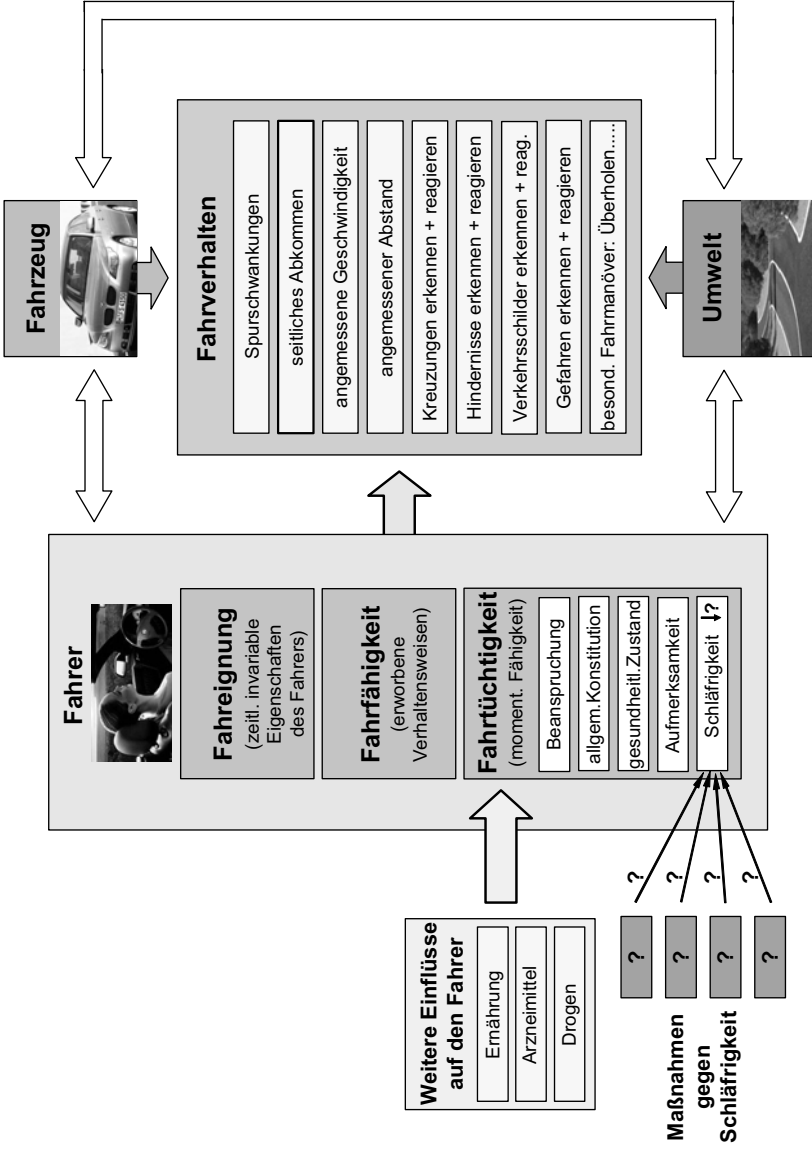 Weitere Einflüsse
auf den Fahrer
Ernährung
Arzneimittel
Drogen
Maßnahmen
gegen
Schläfrigkeit
?
?
?
?
?
?
?
?
Fahrer
Fahreignung
(zeitl. invariable
Eigenschaften
des Fahrers)
Fahrfähigkeit
(erworbene
Verhaltensweisen)
Fahrtüchtigkeit
(moment. Fähigkeit)
Beanspruchung
allgem.Konstitution
gesundheitl.Zustand
Aufmerksamkeit
Schläfrigkeit ↓?
Fahrzeug
Fahrverhalten
Spurschwankungen
seitliches Abkommen
angemessene Geschwindigkeit
angemessener Abstand
Kreuzungen erkennen + reagieren
Hindernisse erkennen + reagieren
Verkehrsschilder erkennen + reag.
Gefahren erkennen + reagieren
besond. Fahrmanöver: Überholen.....
Umwelt